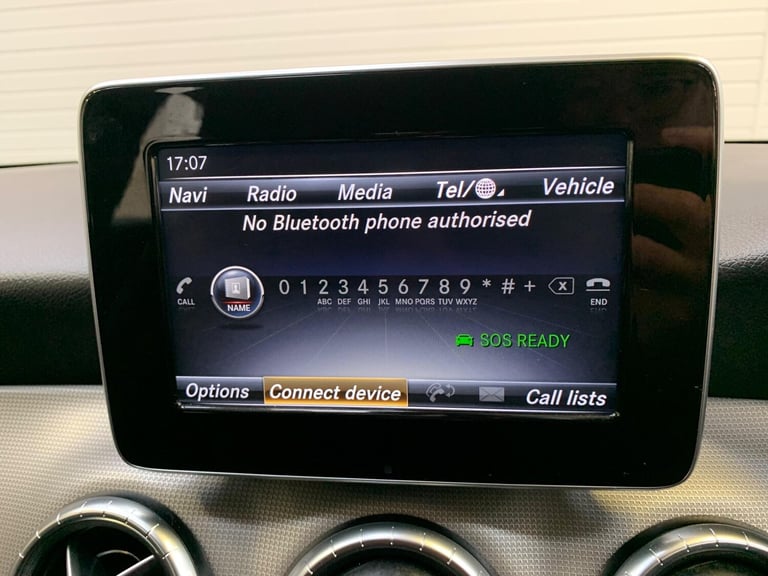 17:07
Navi Radio Media Tel/ Vehicle
No Bluetooth phone authorised
CALL NAME 0 1 2 3 4 5 6 7 8 9 * # + x END
ABC DEF GHI JKL MNO PQRS TUV WXYZ
SOS READY
Options Connect device Call lists